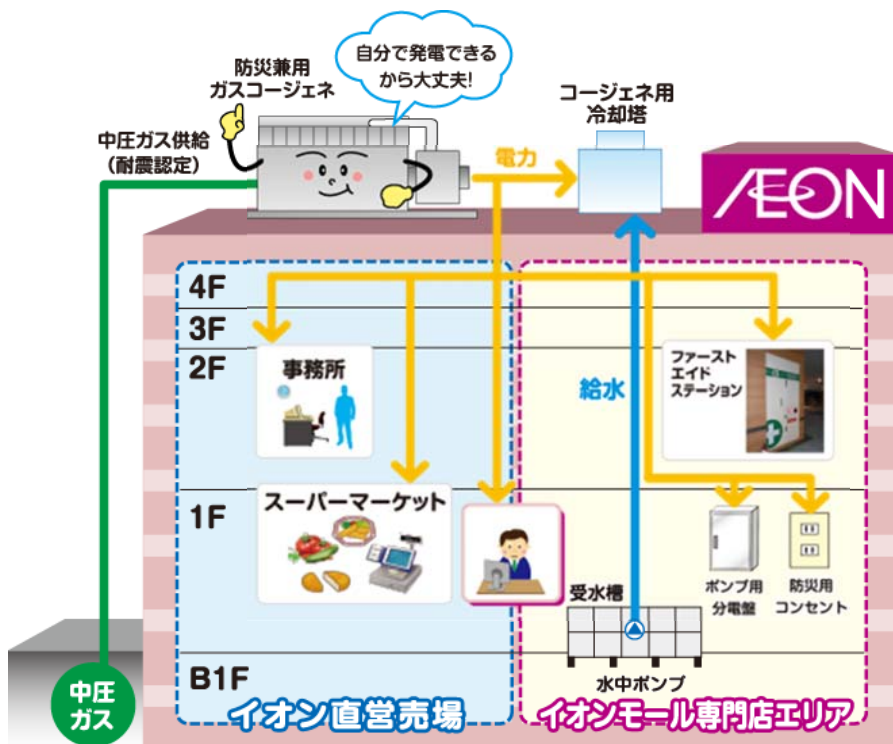 自分で発電できる
から大丈夫!
防災兼用
ガスコージェネ
コージェネ用
冷却塔
中圧ガス供給
(耐震認定)
電力
ÆON
4F
3F
2F
事務所
ファースト
エイド
ステーション
給水
1F
スーパーマーケット
ポンプ用
分電盤
防災用
コンセント
受水槽
水中ポンプ
B1F
中圧
ガス
イオン直営売場
イオンモール専門店エリア